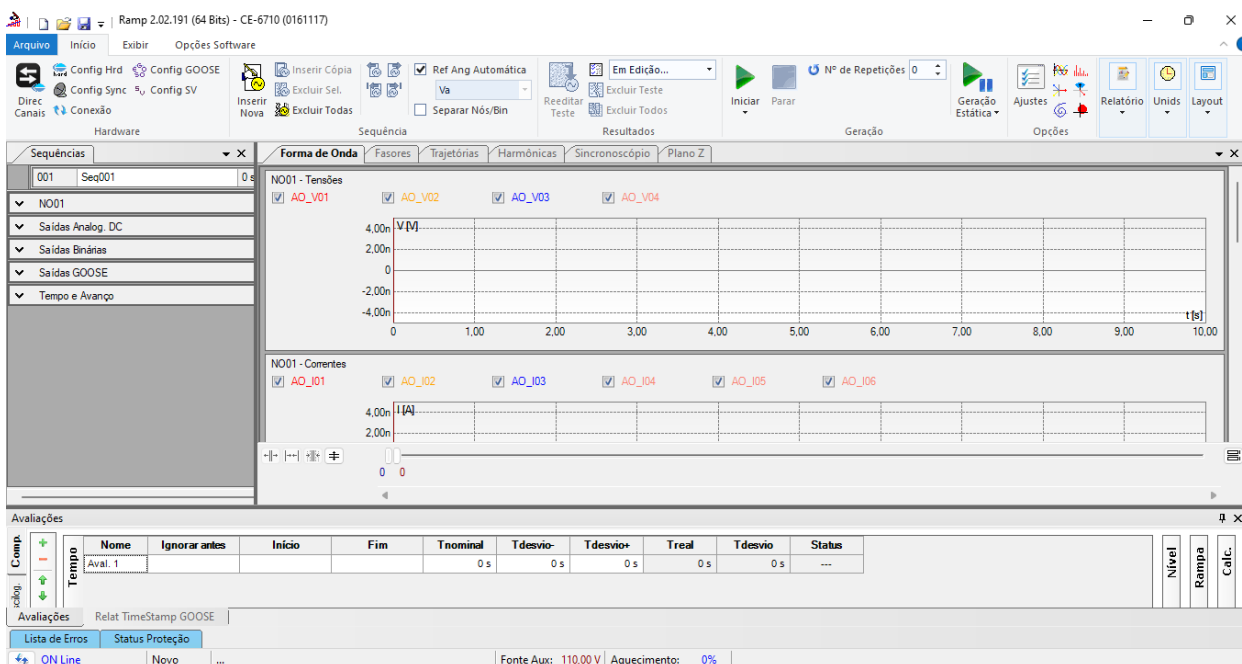 Ramp 2.02.191 (64 Bits) - CE-6710 (0161117)
Arquivo Início Exibir Opções Software
Direc Canais
Config Hrd Config GOOSE
Config Sync Config SV
Conexão
Hardware
Inserir Nova
Inserir Cópia
Excluir Sel.
Excluir Todas
Ref Ang Automática
Va
Separar Nós/Bin
Sequência
Reeditar Teste
Em Edição...
Excluir Teste
Excluir Todos
Resultados
Iniciar Parar
Nº de Repetições 0
Geração Estática
Geração
Ajustes
Opções
Relatório Unids Layout
Sequências
001 Seq001 0 s
NO01
Saídas Analog. DC
Saídas Binárias
Saídas GOOSE
Tempo e Avanço
Forma de Onda Fasores Trajetórias Harmônicas Sincronoscópio Plano Z
NO01 - Tensões
AO_V01 AO_V02 AO_V03 AO_V04
4,00n V [V]
2,00n
0
-2,00n
-4,00n t [s]
0 1,00 2,00 3,00 4,00 5,00 6,00 7,00 8,00 9,00 10,00
NO01 - Correntes
AO_I01 AO_I02 AO_I03 AO_I04 AO_I05 AO_I06
4,00n I [A]
2,00n
0 0
Avaliações
Comp.
Tempo
Nome Ignorar antes Início Fim Tnominal Tdesvio- Tdesvio+ Treal Tdesvio Status
Aval. 1 0 s 0 s 0 s 0 s 0 s ---
Nível
Rampa
Calc.
Avaliações Relat TimeStamp GOOSE
Lista de Erros Status Proteção
ON Line Novo ... Fonte Aux: 110,00 V Aquecimento: 0%